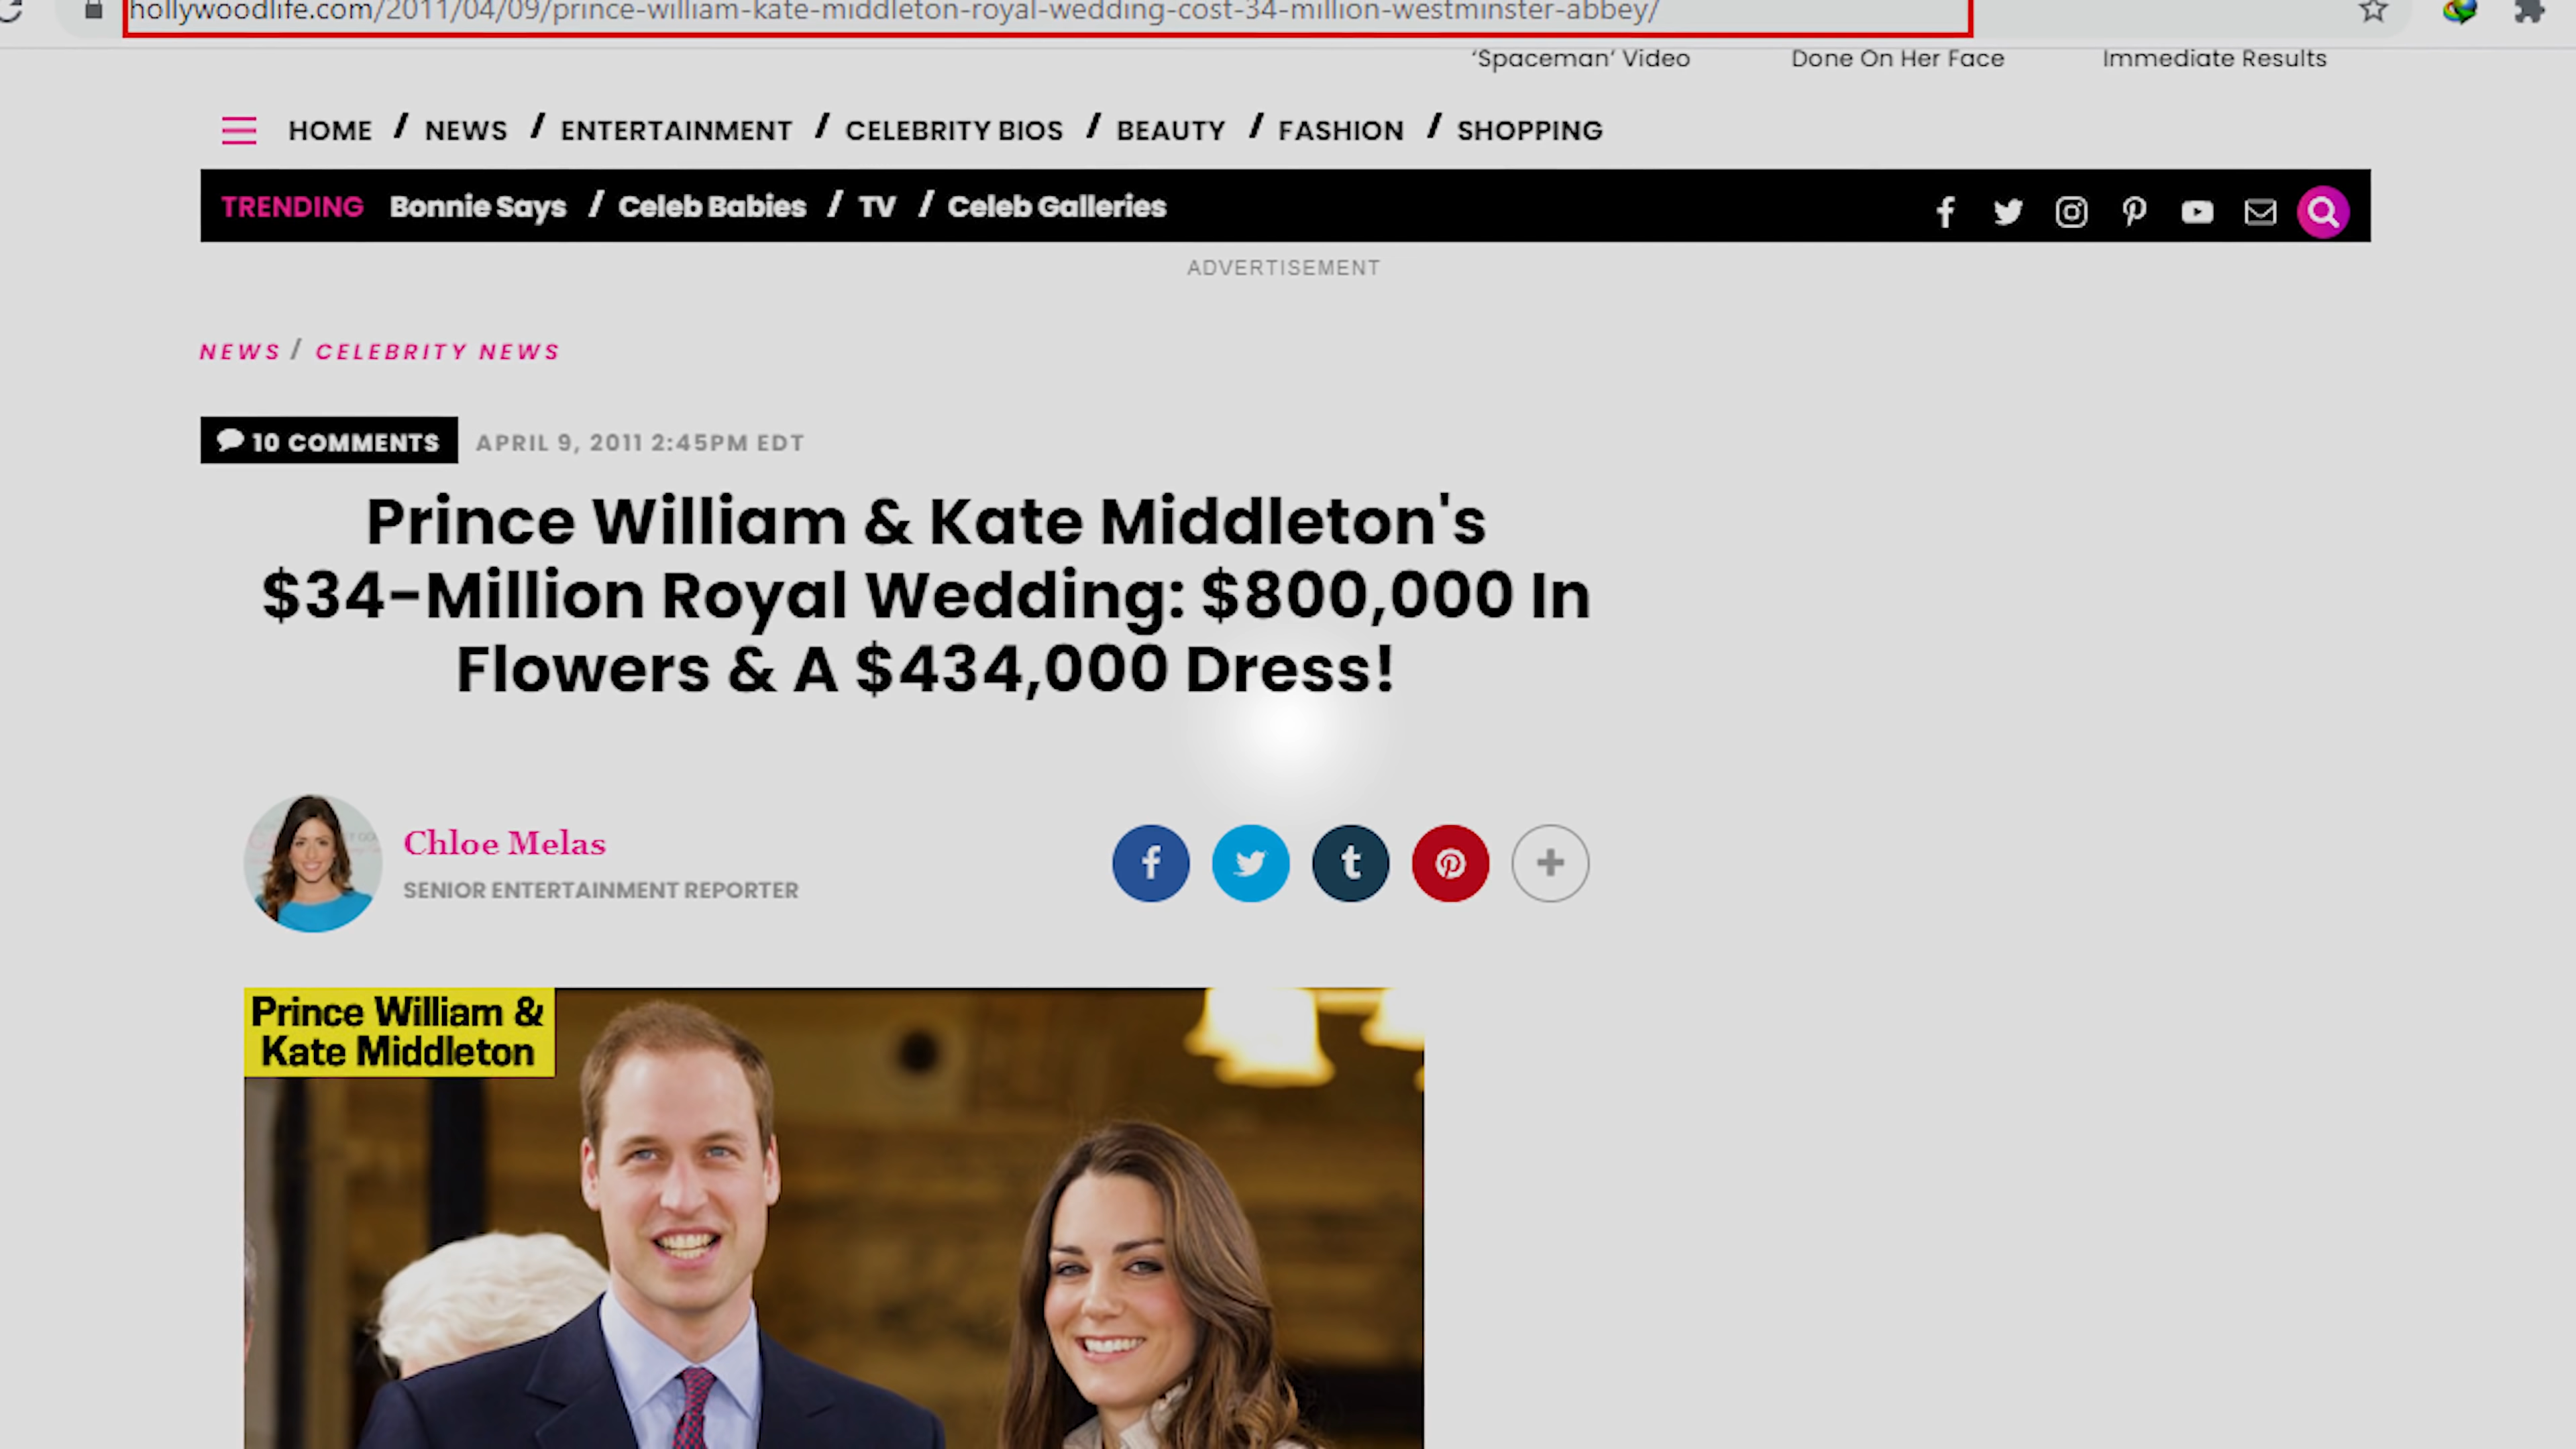 hollywoodlife.com/2011/04/09/prince-william-kate-middleton-royal-wedding-cost-34-million-westminster-abbey/
'Spaceman' Video
Done On Her Face
Immediate Results
HOME / NEWS / ENTERTAINMENT / CELEBRITY BIOS / BEAUTY / FASHION / SHOPPING
TRENDING Bonnie Says / Celeb Babies / TV / Celeb Galleries
ADVERTISEMENT
NEWS / CELEBRITY NEWS
10 COMMENTS APRIL 9, 2011 2:45PM EDT
Prince William & Kate Middleton's
$34-Million Royal Wedding: $800,000 In
Flowers & A $434,000 Dress!
Chloe Melas
SENIOR ENTERTAINMENT REPORTER
Prince William &
Kate Middleton